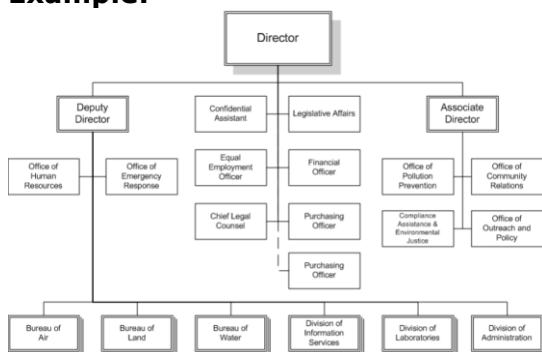 Example:
Director
Deputy
Director
Confidential
Assistant
Legislative Affairs
Associate
Director
Office of
Human
Resources
Office of
Emergency
Response
Equal
Employment
Officer
Financial
Officer
Office of
Pollution
Prevention
Office of
Community
Relations
Chief Legal
Counsel
Purchasing
Officer
Compliance
Assistance &
Environmental
Justice
Office of
Outreach and
Policy
Purchasing
Officer
Bureau of
Air
Bureau of
Land
Bureau of
Water
Division of
Information
Services
Division of
Laboratories
Division of
Administration